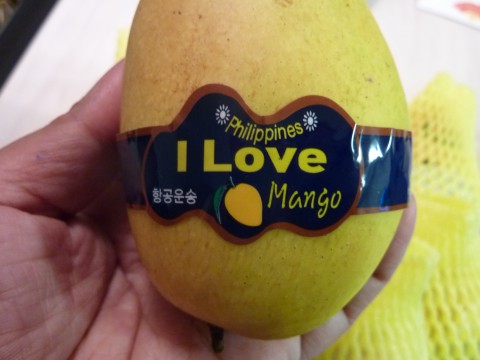 Philippines
I Love
항공운송
Mango